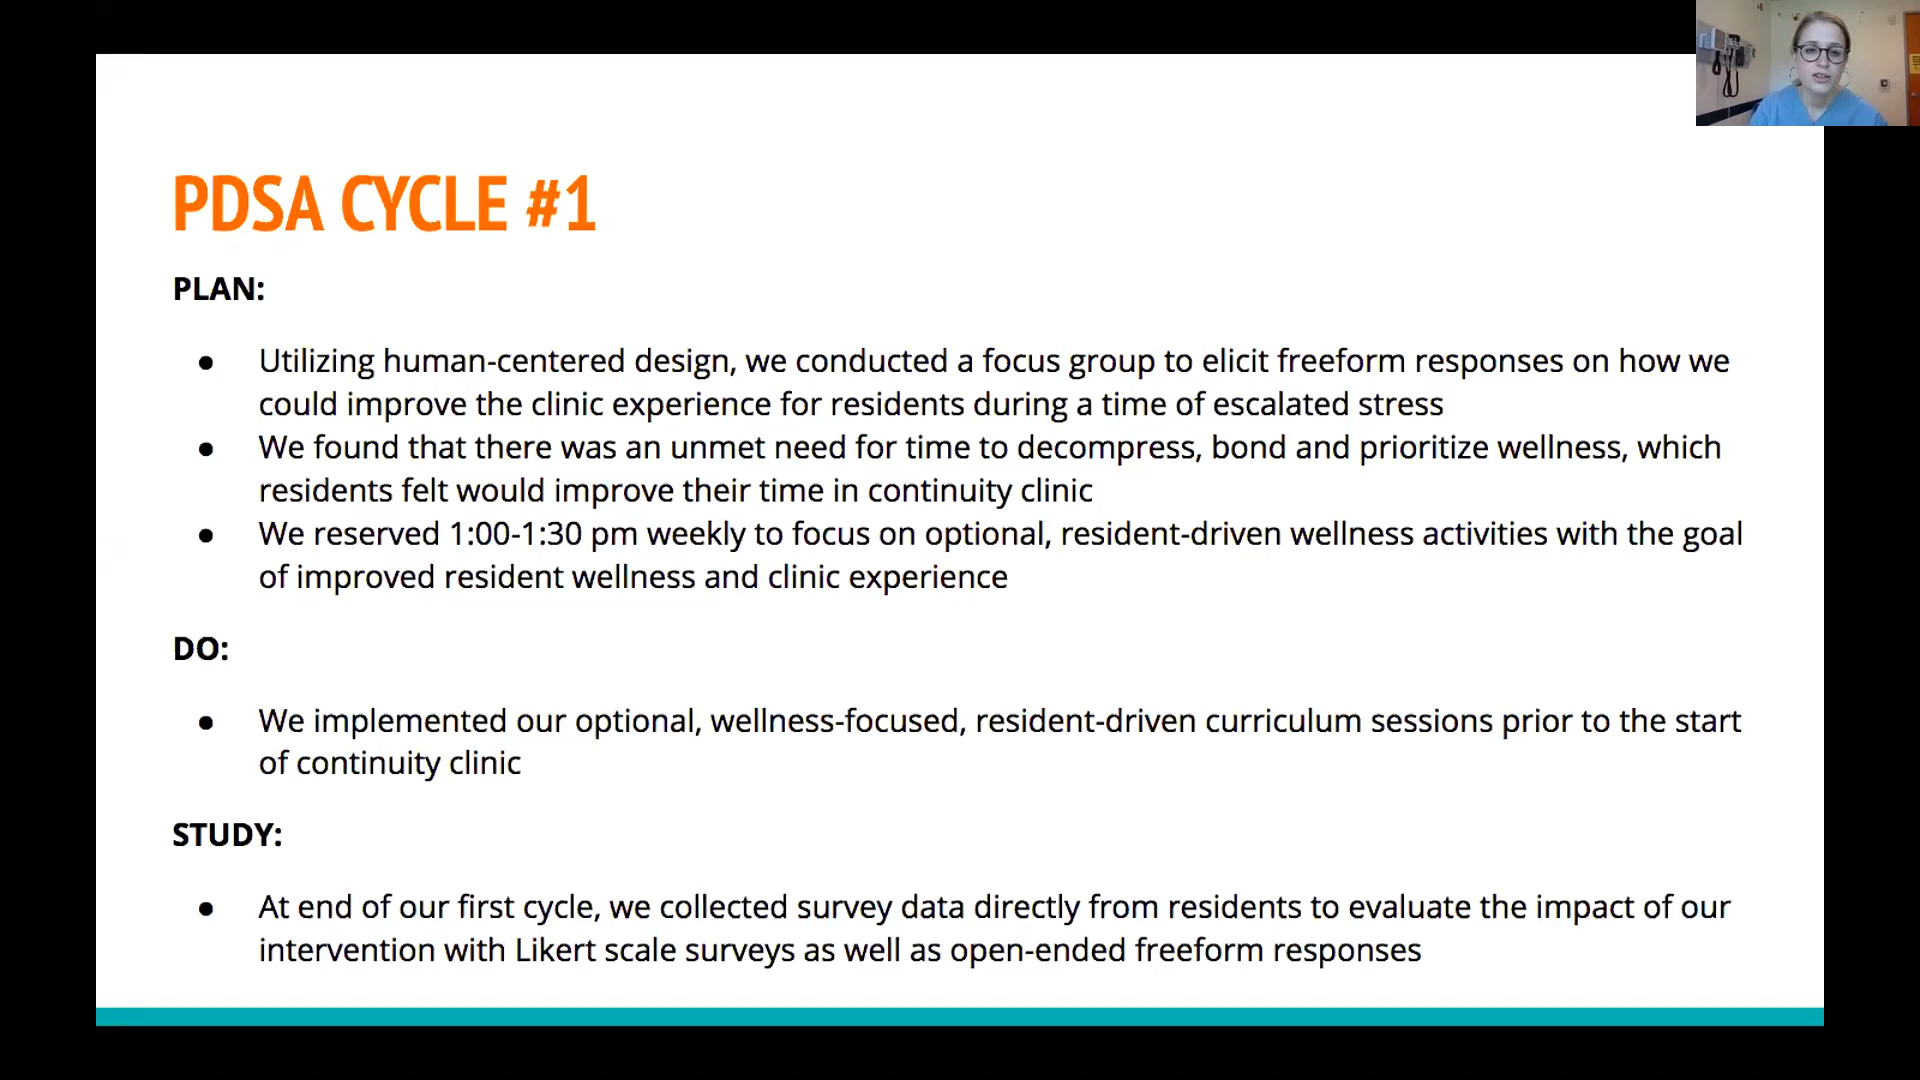 PDSA CYCLE #1
PLAN:
● Utilizing human-centered design, we conducted a focus group to elicit freeform responses on how we
could improve the clinic experience for residents during a time of escalated stress
● We found that there was an unmet need for time to decompress, bond and prioritize wellness, which
residents felt would improve their time in continuity clinic
● We reserved 1:00-1:30 pm weekly to focus on optional, resident-driven wellness activities with the goal
of improved resident wellness and clinic experience
DO:
● We implemented our optional, wellness-focused, resident-driven curriculum sessions prior to the start
of continuity clinic
STUDY:
● At end of our first cycle, we collected survey data directly from residents to evaluate the impact of our
intervention with Likert scale surveys as well as open-ended freeform responses